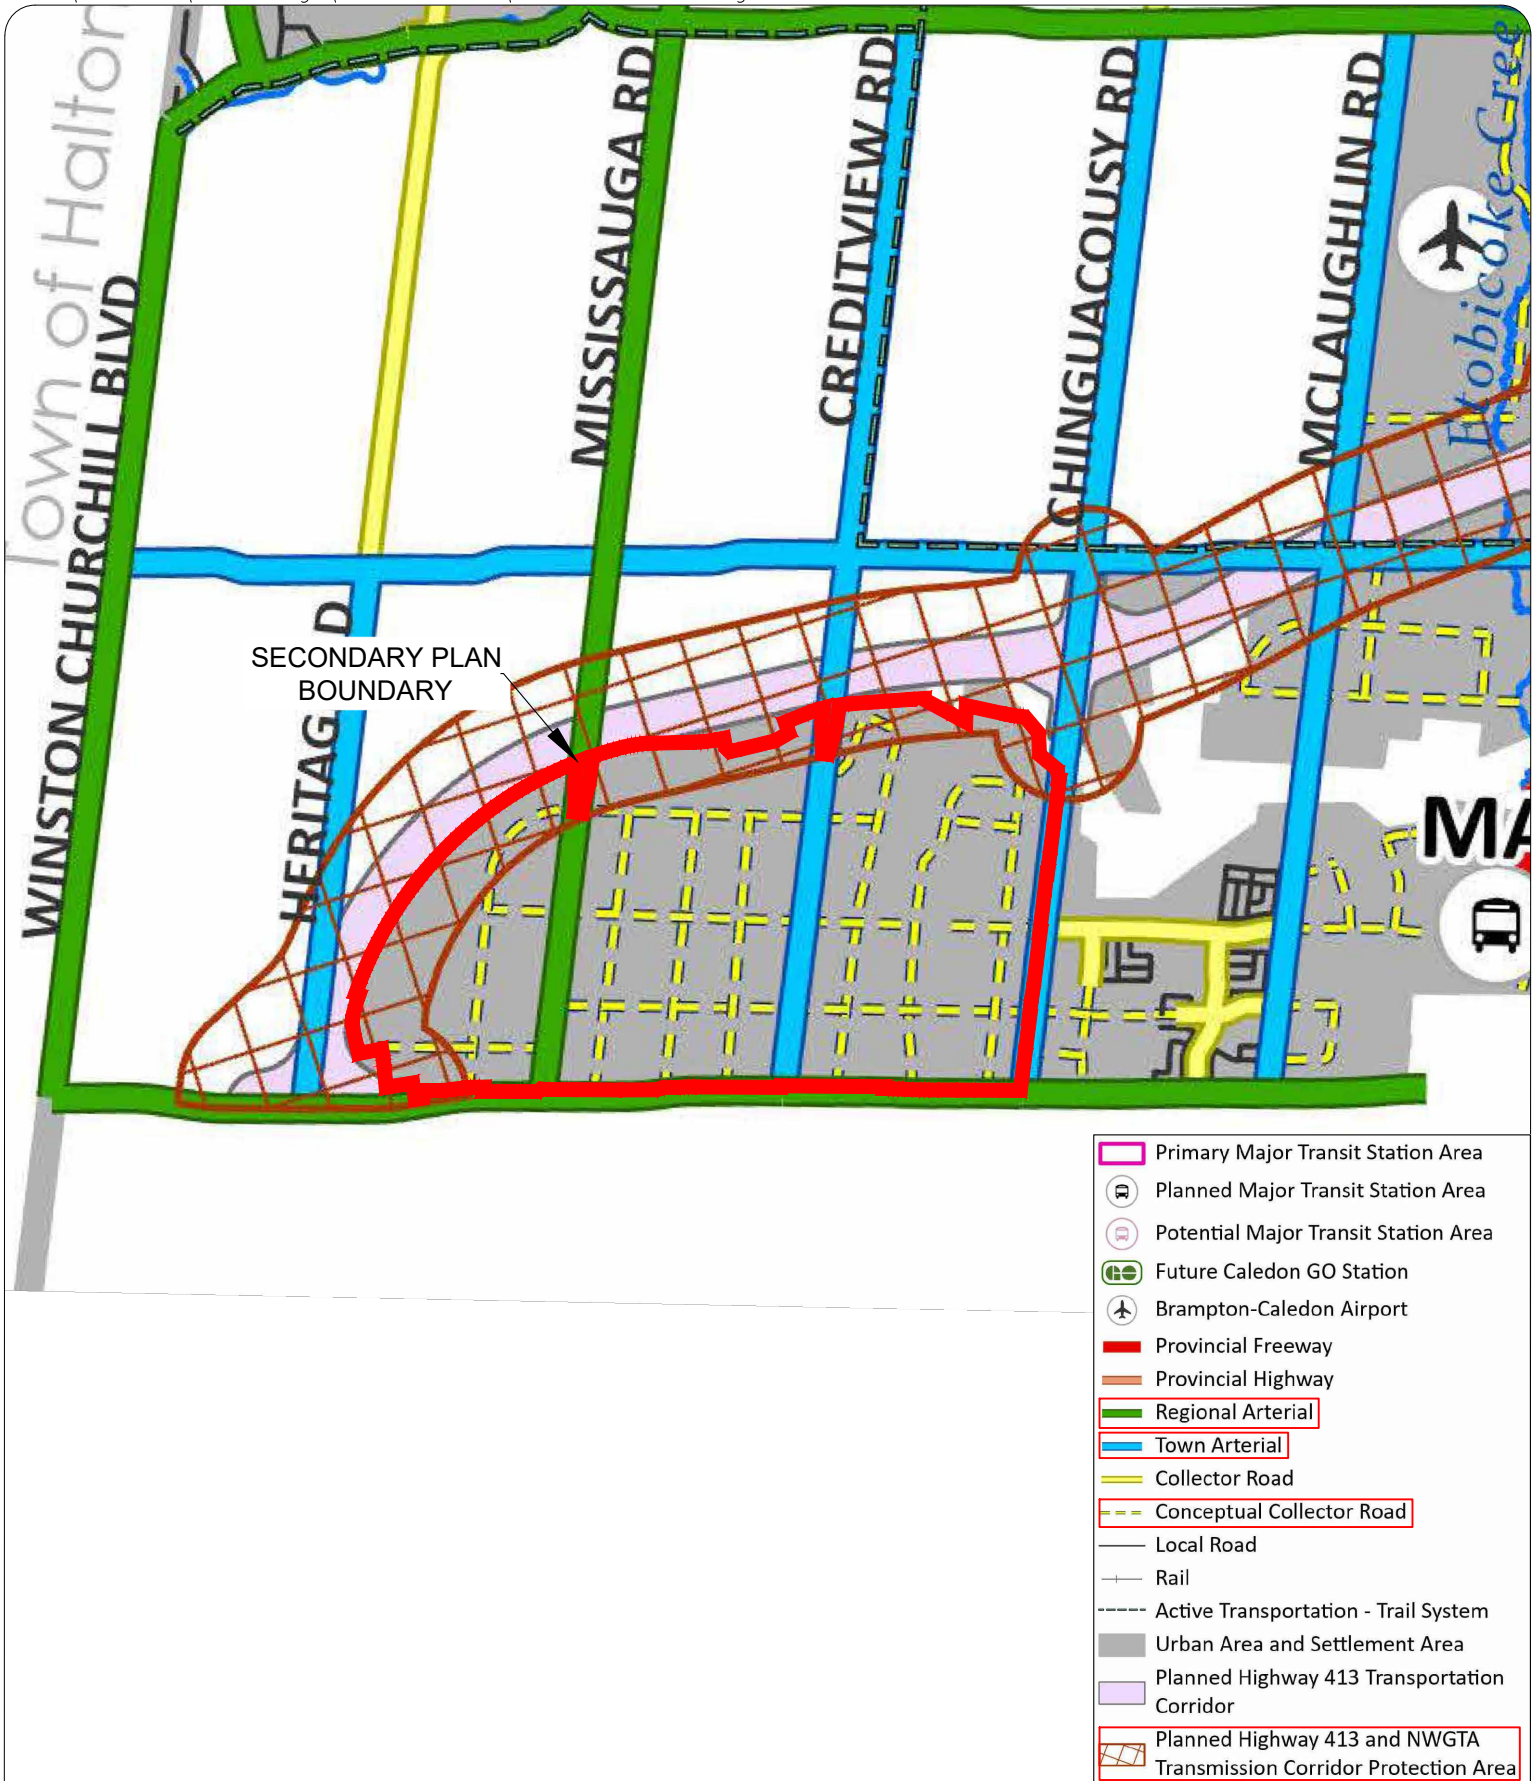 Town of Halton
WINSTON CHURCHILL BLVD
MISSISSAUGA RD
CREDITVIEW RD
CHINGUACOUSY RD
MCLAUGHLIN RD
Etobicoke Cree
HERITAG D
SECONDARY PLAN
BOUNDARY
MA
Primary Major Transit Station Area
Planned Major Transit Station Area
Potential Major Transit Station Area
GO Future Caledon GO Station
Brampton-Caledon Airport
Provincial Freeway
Provincial Highway
Regional Arterial
Town Arterial
Collector Road
Conceptual Collector Road
Local Road
Rail
Active Transportation - Trail System
Urban Area and Settlement Area
Planned Highway 413 Transportation
Corridor
Planned Highway 413 and NWGTA
Transmission Corridor Protection Area